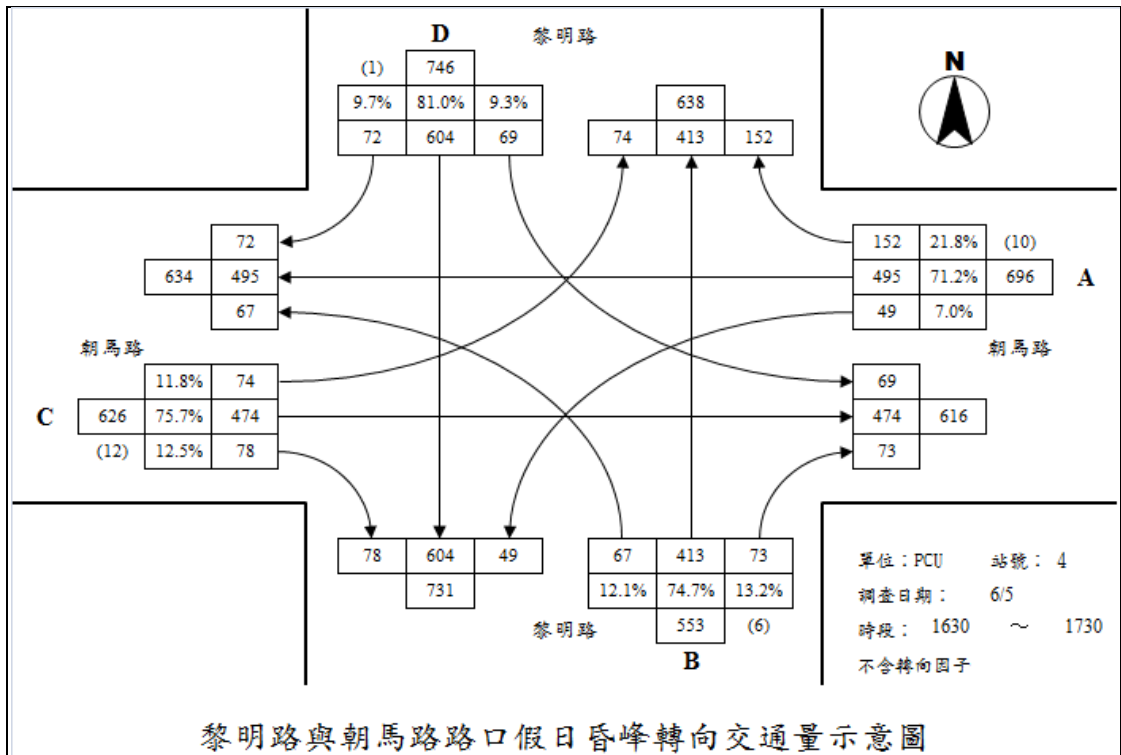 D 黎明路
(1) 746
9.7% 81.0% 9.3%
72 604 69
638
74 413 152
N
72
634 495
67
朝馬路
152 21.8% (10)
495 71.2% 696
49 7.0%
A
朝馬路
C
11.8% 74
626 75.7% 474
(12) 12.5% 78
69
474 616
73
78 604 49
731
67 413 73
12.1% 74.7% 13.2%
553 (6)
黎明路
B
單位：PCU 站號： 4
調查日期： 6/5
時段： 1630 ～ 1730
不含轉向因子
黎明路與朝馬路路口假日昏峰轉向交通量示意圖